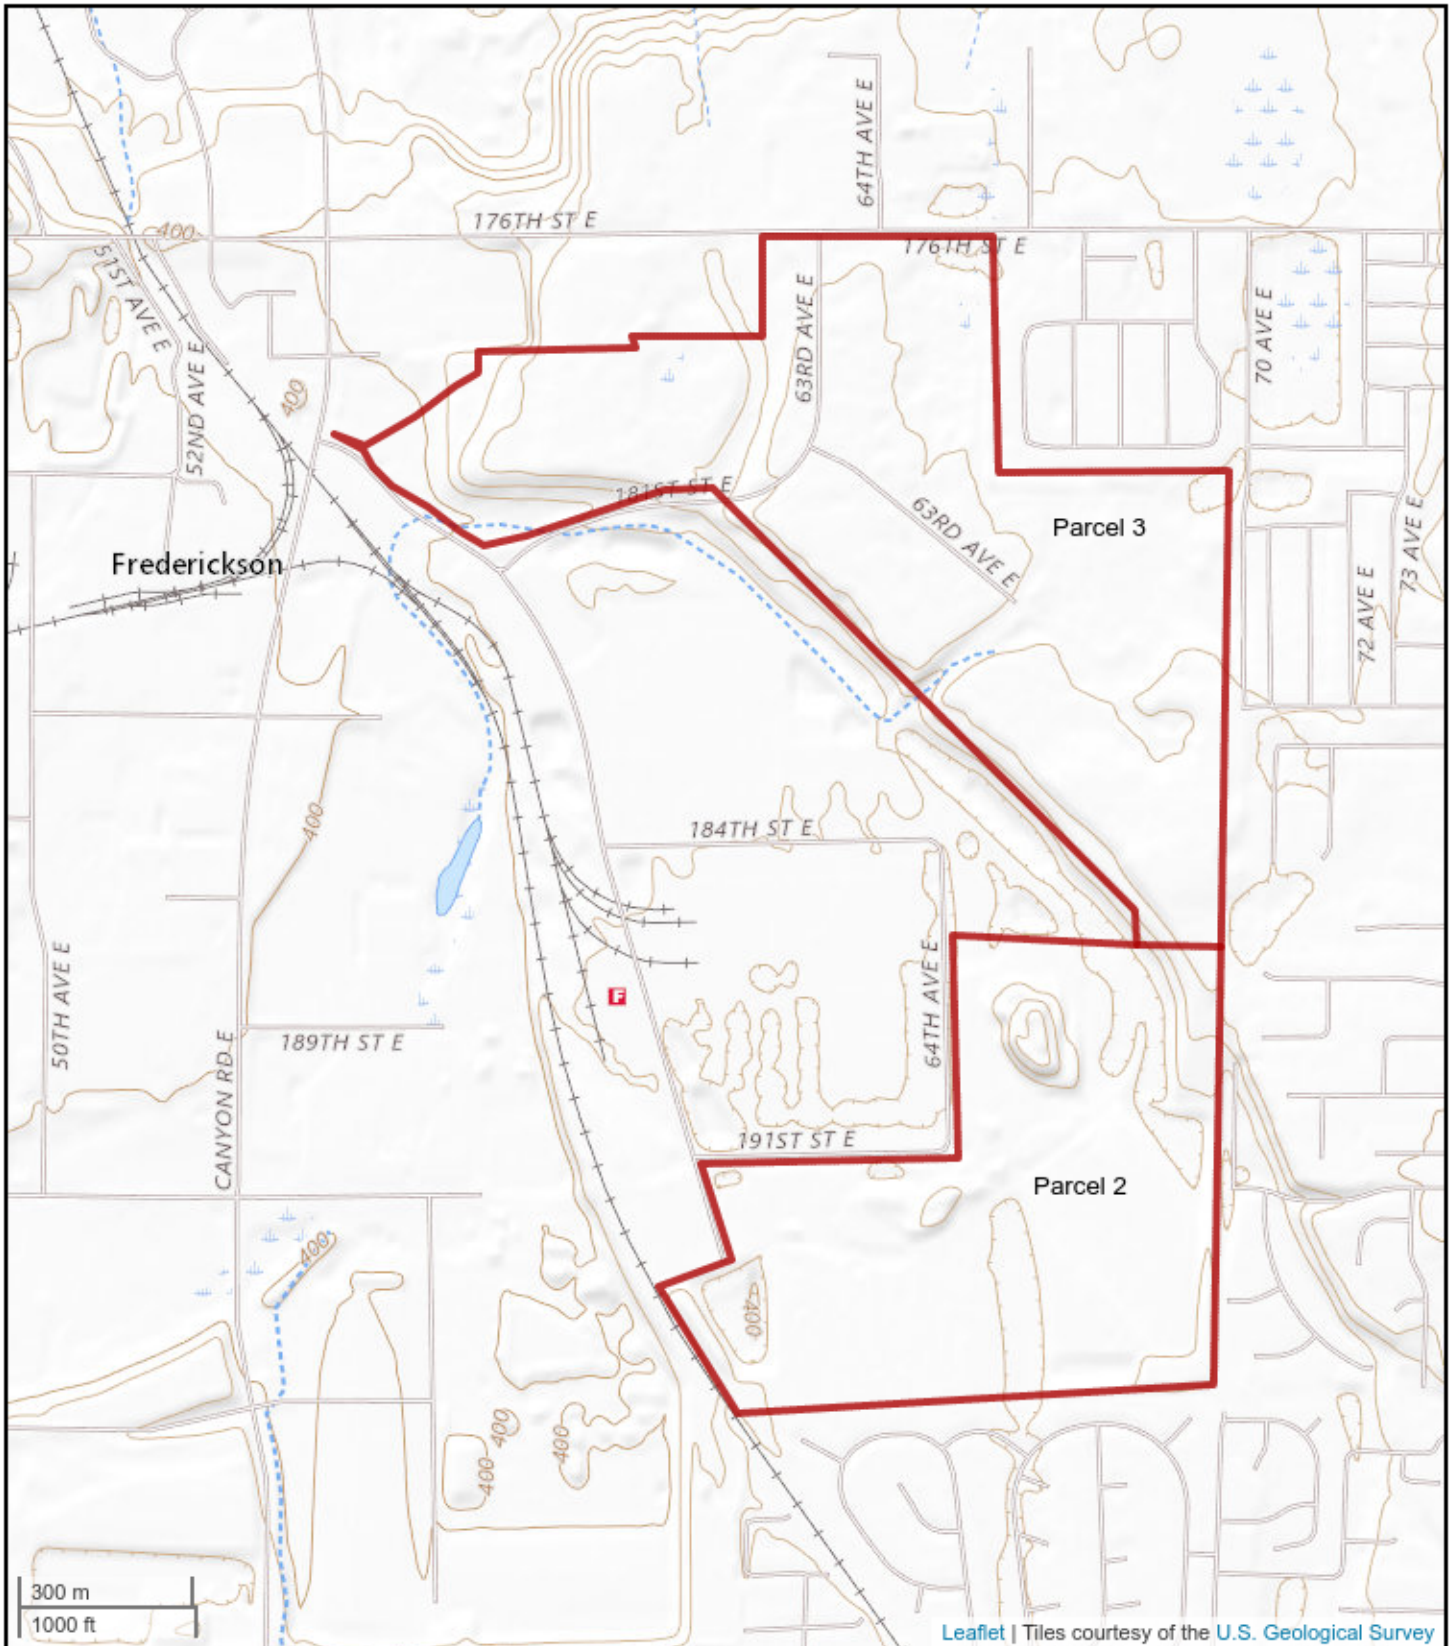 64TH AVE E
176TH ST E
400
176TH ST E
51ST AVE E
63RD AVE E
70 AVE E
52ND AVE E
400
181ST ST E
63RD AVE E
Parcel 3
73 AVE E
Frederickson
72 AVE E
400
184TH ST E
50TH AVE E
64TH AVE E
F
189TH ST E
CANYON RD E
191ST ST E
Parcel 2
400
400
400
400
400
300 m
1000 ft
Leaflet | Tiles courtesy of the U.S. Geological Survey